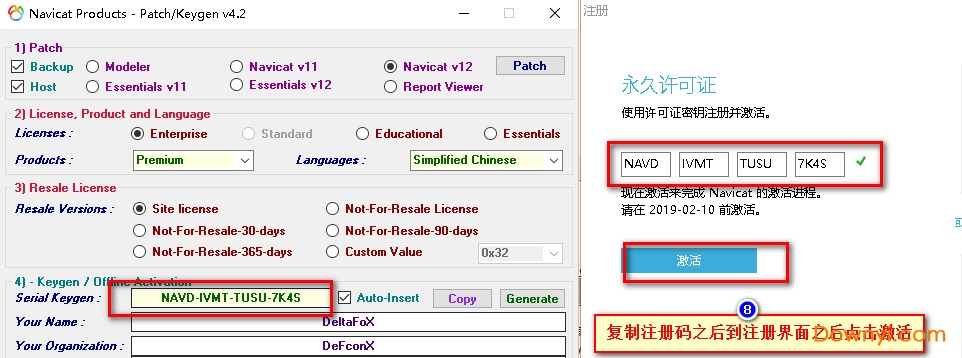 Navicat Products - Patch/Keygen v4.2
1) Patch
Backup Modeler Navicat v11 Navicat v12 Patch
Host Essentials v11 Essentials v12 Report Viewer
2) License, Product and Language
Licenses : Enterprise Standard Educational Essentials
Products : Premium Languages : Simplified Chinese
3) Resale License
Resale Versions : Site license Not-For-Resale License
Not-For-Resale-30-days Not-For-Resale-90-days
Not-For-Resale-365-days Custom Value 0x32
4) - Keygen / Offline Activation
Serial Keygen : NAVD-IVMT-TUSU-7K4S Auto-Insert Copy Generate
Your Name : DeltaFoX
Your Organization : DeFconX
注册
永久许可证
使用许可证密钥注册并激活。
NAVD IVMT TUSU 7K4S
现在激活来完成 Navicat 的激活进程。
请在 2019-02-10 前激活。
激活
8
复制注册码之后到注册界面之后点击激活